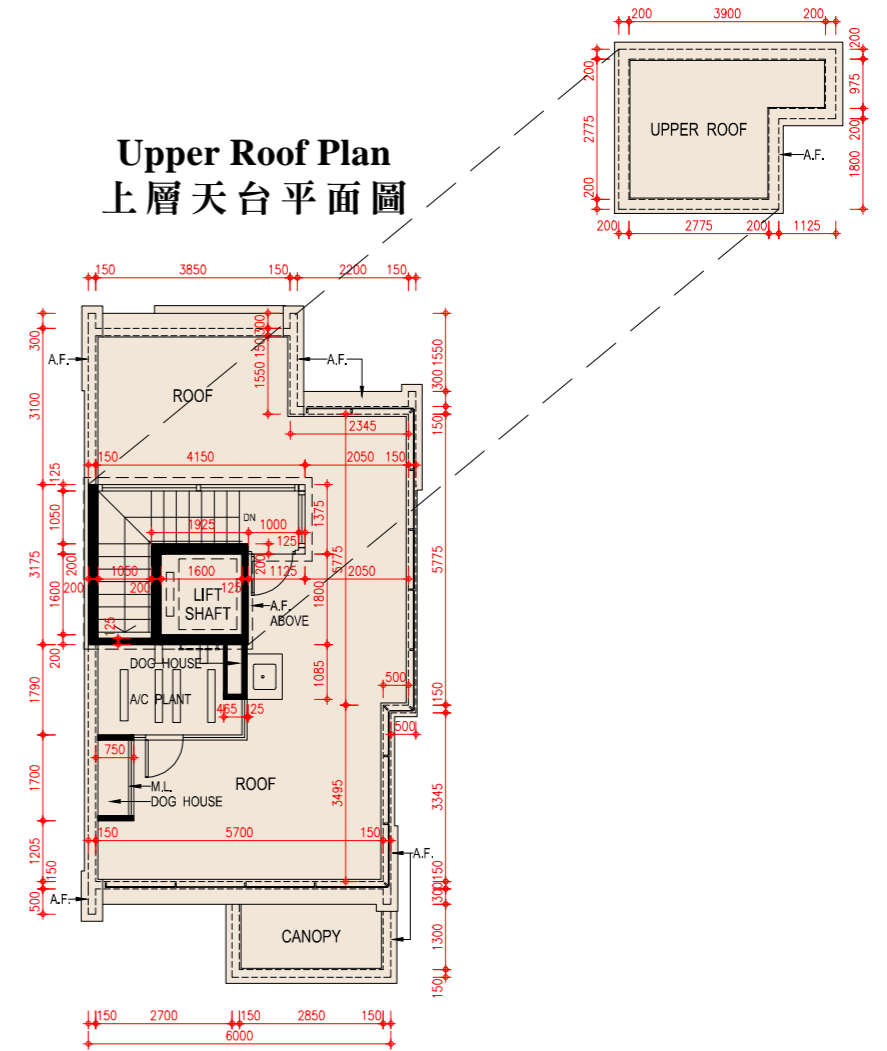 200 3900 200
200
975
200
1800
200
2775
200
UPPER ROOF
A.F.
200 2775 200 1125
Upper Roof Plan
上層天台平面圖
150 3850 150 2200 150
300
3100
125
1050
3175
200
1600
200
1790
1700
1205
150
500
A.F.
ROOF
300
150
1550
A.F.
1550
300
150
5775
150
3345
150
300
1300
150
2345
150 4150 2050 150
DN
1925 1000
125
1375
5775
200 1050 200 1600 125 1125 2050
200
LIFT
SHAFT
A.F.
ABOVE
1800
125
DOG HOUSE
1085
A/C PLANT
500
465 125
500
750
M.L.
DOG HOUSE
ROOF
3495
150 5700 150
A.F.
A.F.
CANOPY
150 2700 150 2850 150
6000